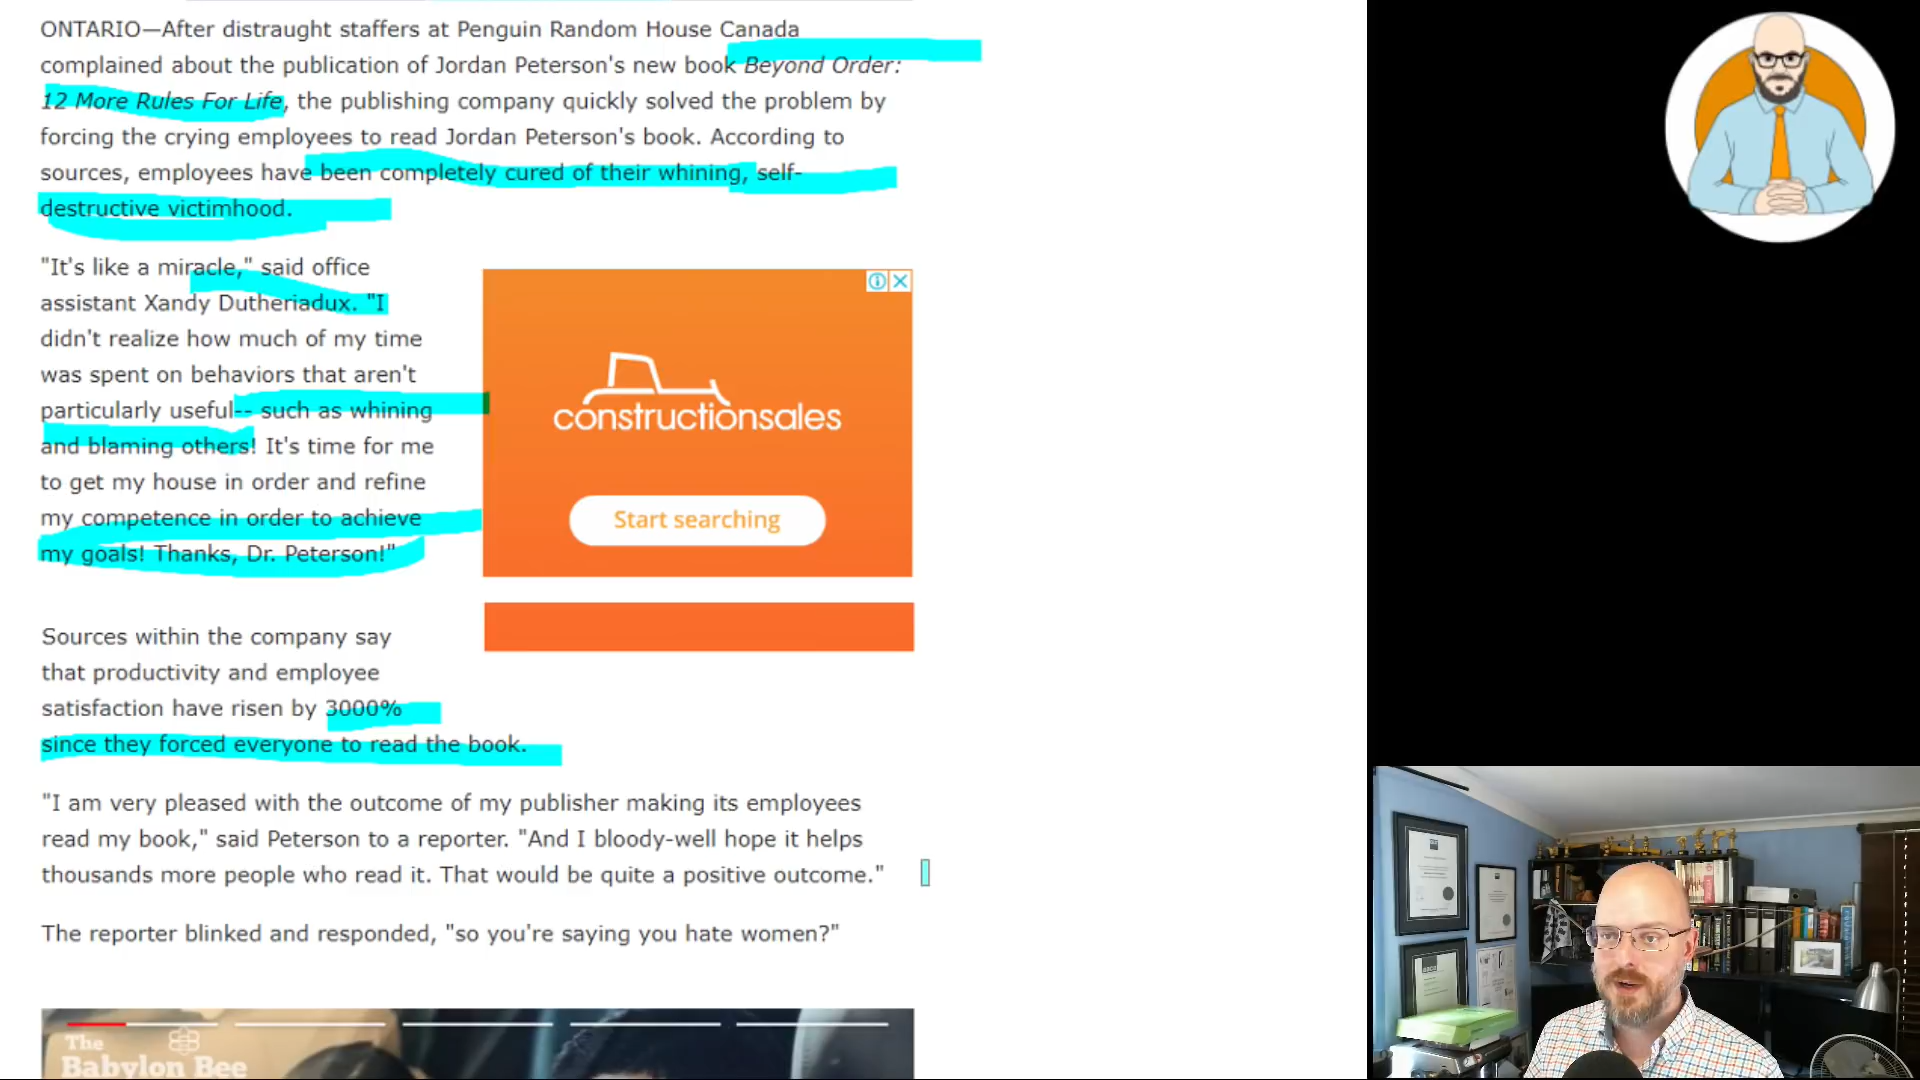 ONTARIO—After distraught staffers at Penguin Random House Canada
complained about the publication of Jordan Peterson's new book Beyond Order:
12 More Rules For Life, the publishing company quickly solved the problem by
forcing the crying employees to read Jordan Peterson's book. According to
sources, employees have been completely cured of their whining, self-
destructive victimhood.
"It's like a miracle," said office
assistant Xandy Dutheriadux. "I
didn't realize how much of my time
was spent on behaviors that aren't
particularly useful-- such as whining
and blaming others! It's time for me
to get my house in order and refine
my competence in order to achieve
my goals! Thanks, Dr. Peterson!"
constructionsales
Start searching
Sources within the company say
that productivity and employee
satisfaction have risen by 3000%
since they forced everyone to read the book.
"I am very pleased with the outcome of my publisher making its employees
read my book," said Peterson to a reporter. "And I bloody-well hope it helps
thousands more people who read it. That would be quite a positive outcome."
The reporter blinked and responded, "so you're saying you hate women?"
The
Babylon Bee